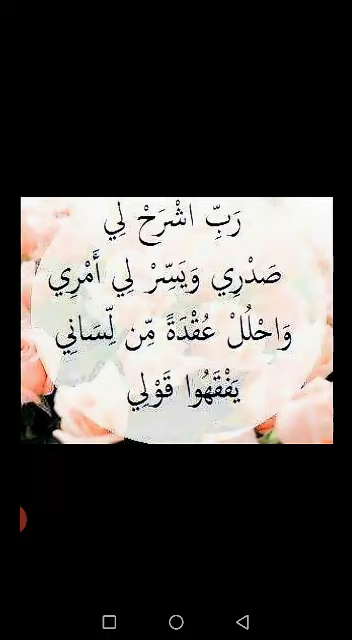 رَبِّ اشْرَحْ لِي
صَدْرِي وَيَسِّرْ لِي أَمْرِي
وَاحْلُلْ عُقْدَةً مِّن لِّسَانِي
يَفْقَهُوا قَوْلِي